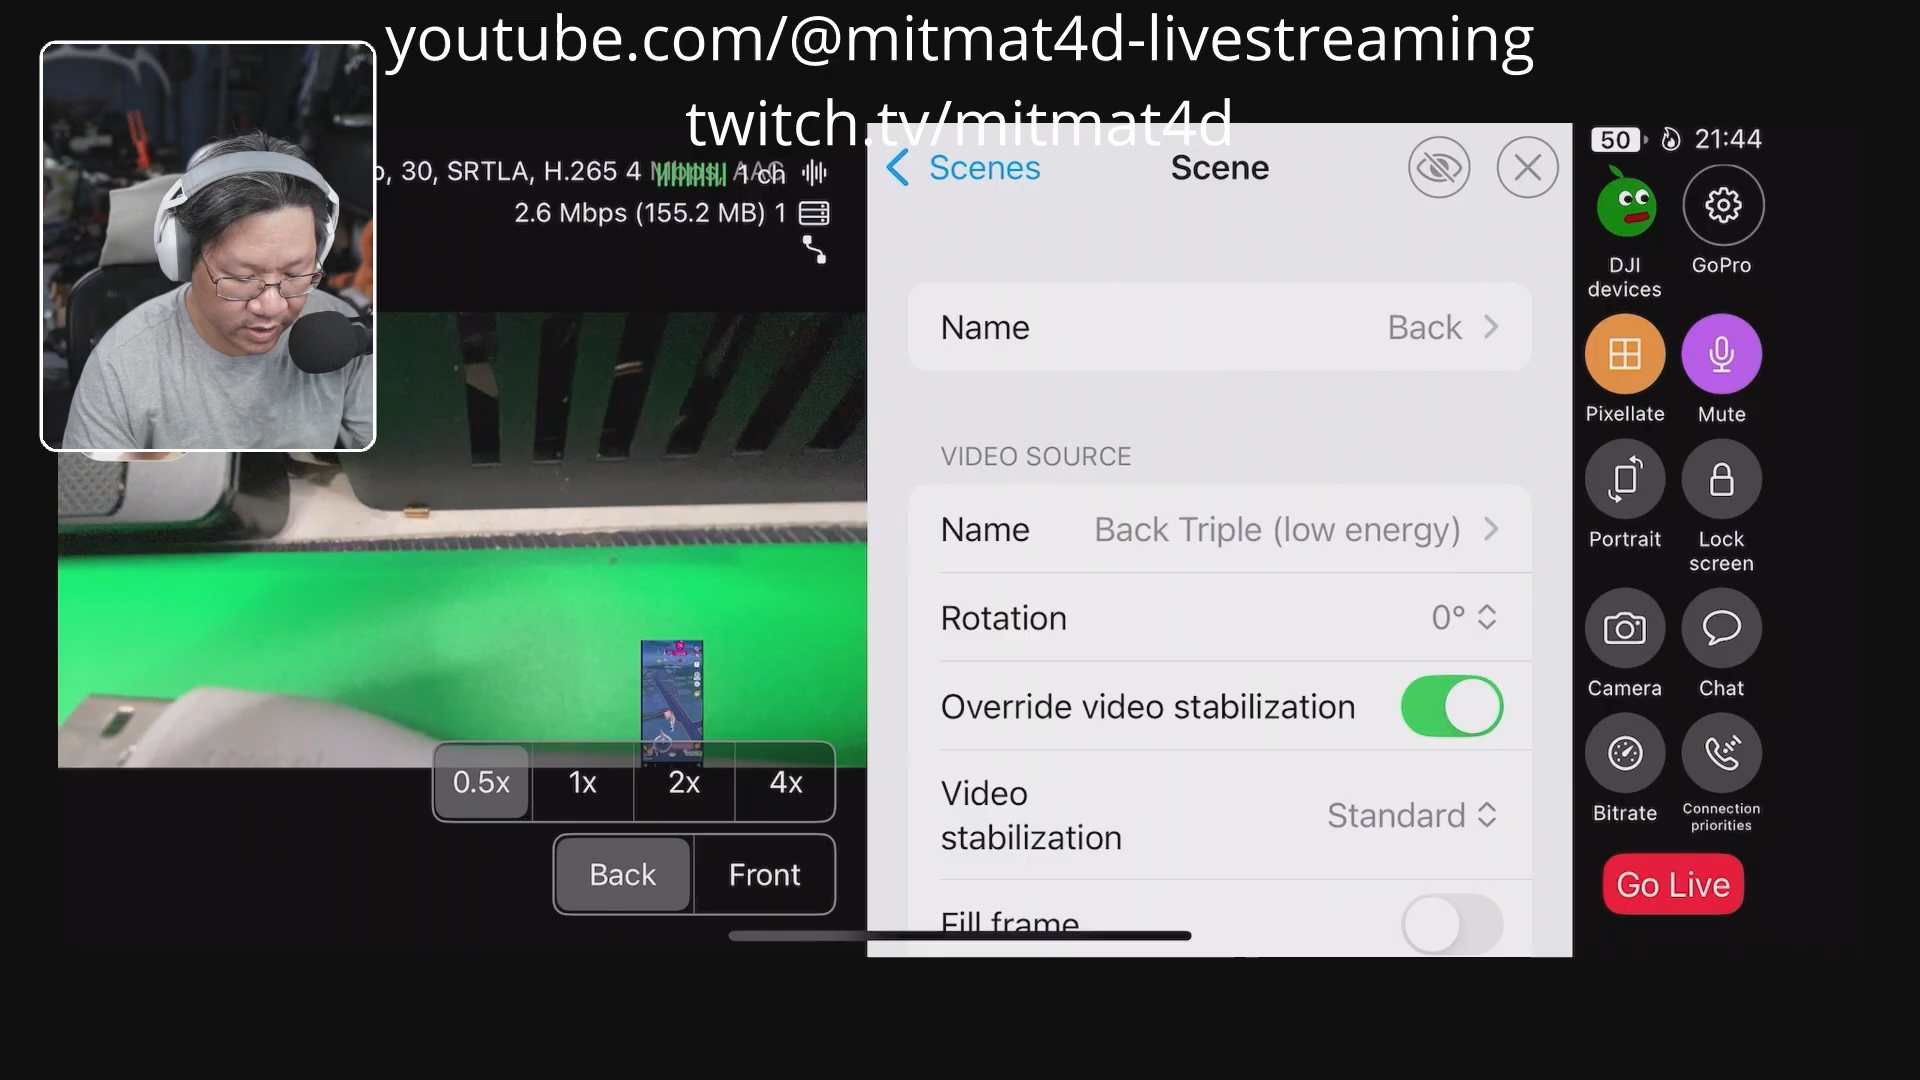 youtube.com/@mitmat4d-livestreaming
twitch.tv/mitmat4d
, 30, SRTLA, H.265 4 Mbps, AAC
1 ch
2.6 Mbps (155.2 MB) 1
Scenes
Scene
Name
Back
VIDEO SOURCE
Name
Back Triple (low energy)
Rotation
0°
Override video stabilization
Video
stabilization
Standard
Fill frame
0.5x
1x
2x
4x
Back
Front
50
21:44
DJI
devices
GoPro
Pixellate
Mute
Portrait
Lock
screen
Camera
Chat
Bitrate
Connection
priorities
Go Live